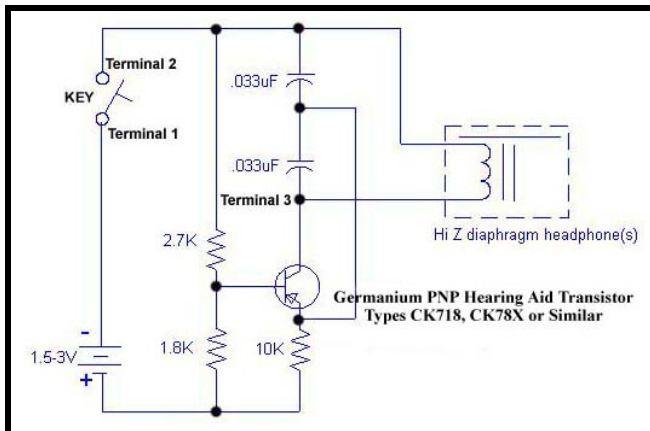 Terminal 2
KEY
Terminal 1
.033uF
.033uF
Terminal 3
Hi Z diaphragm headphone(s)
2.7K
Germanium PNP Hearing Aid Transistor
Types CK718, CK78X or Similar
-
1.5-3V
+
1.8K
10K